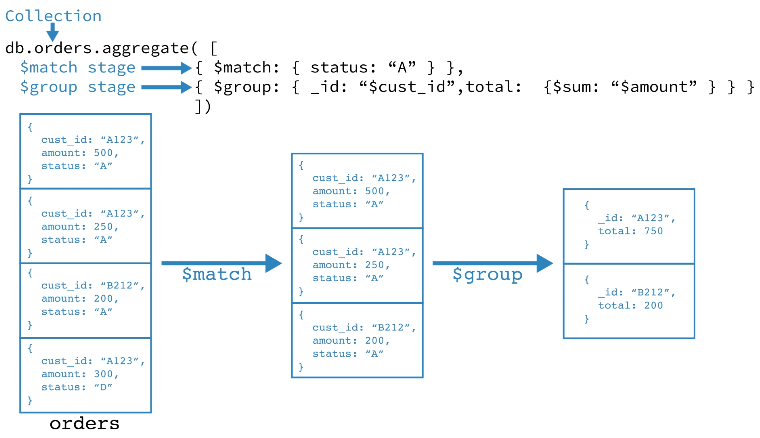 Collection
db.orders.aggregate( [
$match stage { $match: { status: “A” } },
$group stage { $group: { _id: “$cust_id”,total: {$sum: “$amount” } } }
])
{
cust_id: “A123”,
amount: 500,
status: “A”
}
{
cust_id: “A123”,
amount: 250,
status: “A”
}
{
cust_id: “B212”,
amount: 200,
status: “A”
}
{
cust_id: “A123”,
amount: 300,
status: “D”
}
orders
$match
{
cust_id: “A123”,
amount: 500,
status: “A”
}
{
cust_id: “A123”,
amount: 250,
status: “A”
}
{
cust_id: “B212”,
amount: 200,
status: “A”
}
$group
{
_id: “A123”,
total: 750
}
{
_id: “B212”,
total: 200
}